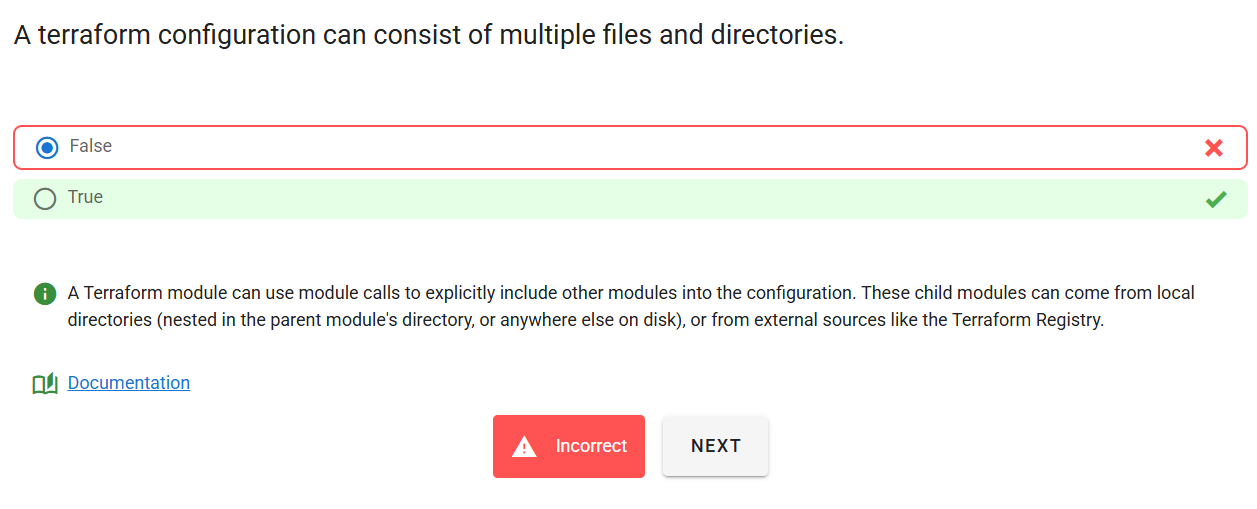 A terraform configuration can consist of multiple files and directories.
False
True
A Terraform module can use module calls to explicitly include other modules into the configuration. These child modules can come from local
directories (nested in the parent module's directory, or anywhere else on disk), or from external sources like the Terraform Registry.
Documentation
Incorrect
NEXT